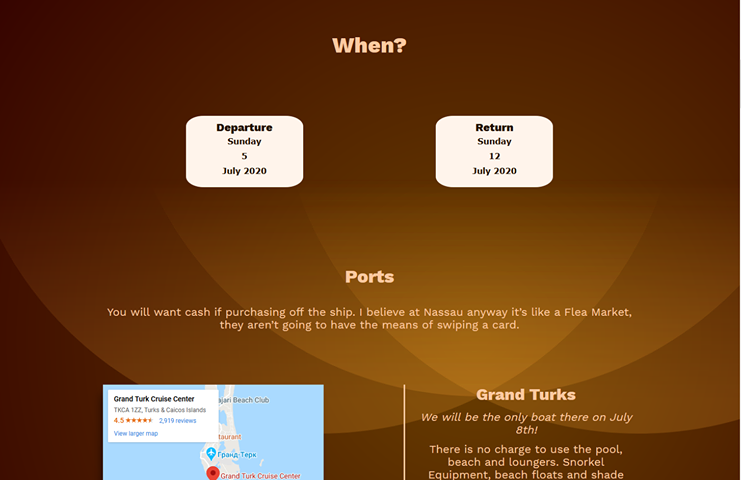 When?
Departure
Sunday
5
July 2020
Return
Sunday
12
July 2020
Ports
You will want cash if purchasing off the ship. I believe at Nassau anyway it's like a Flea Market,
they aren't going to have the means of swiping a card.
Grand Turk Cruise Center
TKCA 1ZZ, Turks & Caicos Islands
4.5 2,919 reviews
View larger map
ajari Beach Club
taurant
Гранд-Терк
Grand Turk Cruise Center
Grand Turks
We will be the only boat there on July
8th!
There is no charge to use the pool,
beach and loungers. Snorkel
Equipment, beach floats and shade